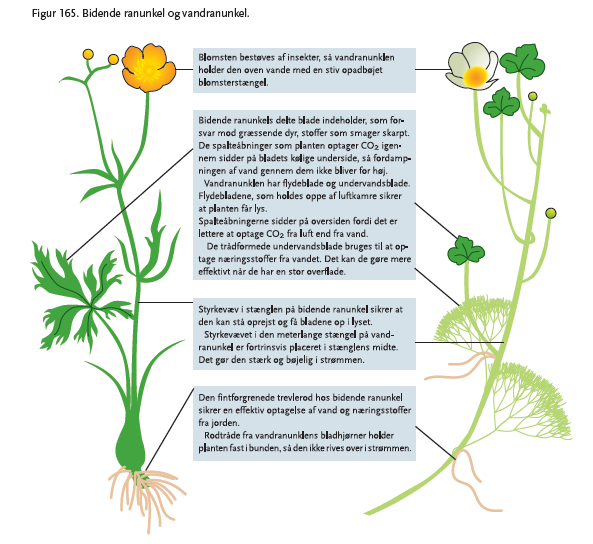 Figur 165. Bidende ranunkel og vandranunkel.
Blomsten bestøves af insekter, så vandranunklen
holder den oven vande med en stiv opadbøjet
blomsterstængel.
Bidende ranunkels delte blade indeholder, som for-
svar mod græssende dyr, stoffer som smager skarpt.
De spalteåbninger som planten optager CO2 igen-
nem sidder på bladets kølige underside, så fordamp-
ningen af vand gennem dem ikke bliver for høj.
Vandranunklen har flydeblade og undervandsblade.
Flydebladene, som holdes oppe af luftkamre sikrer
at planten får lys.
Spalteåbningerne sidder på oversiden fordi det er
lettere at optage CO2 fra luft end fra vand.
De trådformede undervandsblade bruges til at op-
tage næringsstoffer fra vandet. Det kan de gøre mere
effektivt når de har en stor overflade.
Styrkevæv i stænglen på bidende ranunkel sikrer at
den kan stå oprejst og få bladene op i lyset.
Styrkevævet i den meterlange stængel på vand-
ranunkel er fortrinsvis placeret i stænglens midte.
Det gør den stærk og bøjelig i strømmen.
Den fintforgrenede trevlerod hos bidende ranunkel
sikrer en effektiv optagelse af vand og næringsstoffer
fra jorden.
Rodtråde fra vandranunklens bladhjørner holder
planten fast i bunden, så den ikke rives over i strømmen.